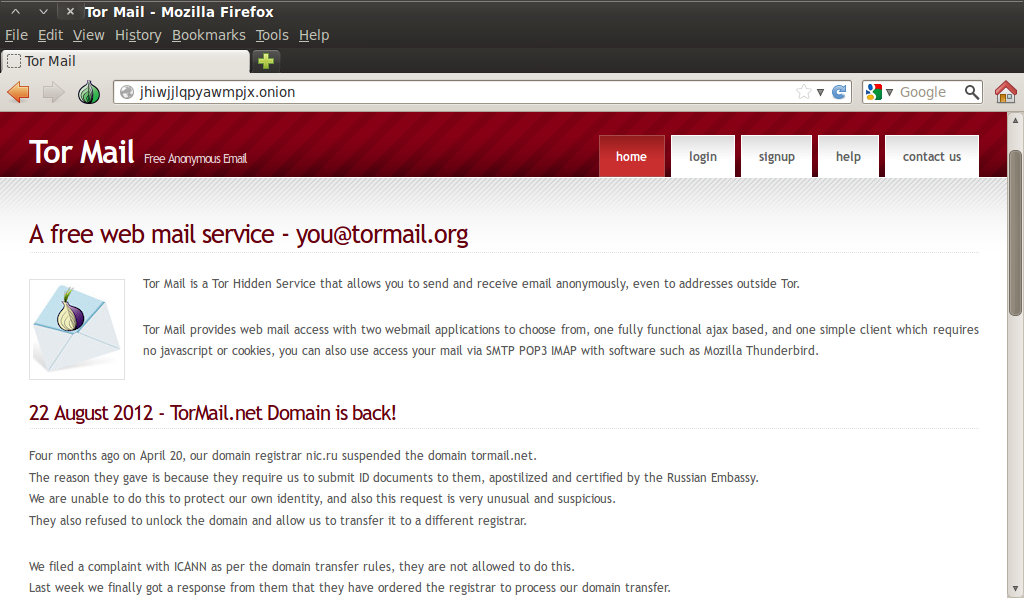 Tor Mail - Mozilla Firefox
File Edit View History Bookmarks Tools Help
Tor Mail
jhiwjjlqpyawmpjx.onion
Google
Tor Mail Free Anonymous Email
home login signup help contact us
A free web mail service - you@tormail.org
Tor Mail is a Tor Hidden Service that allows you to send and receive email anonymously, even to addresses outside Tor.
Tor Mail provides web mail access with two webmail applications to choose from, one fully functional ajax based, and one simple client which requires
no javascript or cookies, you can also use access your mail via SMTP POP3 IMAP with software such as Mozilla Thunderbird.
22 August 2012 - TorMail.net Domain is back!
Four months ago on April 20, our domain registrar nic.ru suspended the domain tormail.net.
The reason they gave is because they require us to submit ID documents to them, apostilized and certified by the Russian Embassy.
We are unable to do this to protect our own identity, and also this request is very unusual and suspicious.
They also refused to unlock the domain and allow us to transfer it to a different registrar.
We filed a complaint with ICANN as per the domain transfer rules, they are not allowed to do this.
Last week we finally got a response from them that they have ordered the registrar to process our domain transfer.